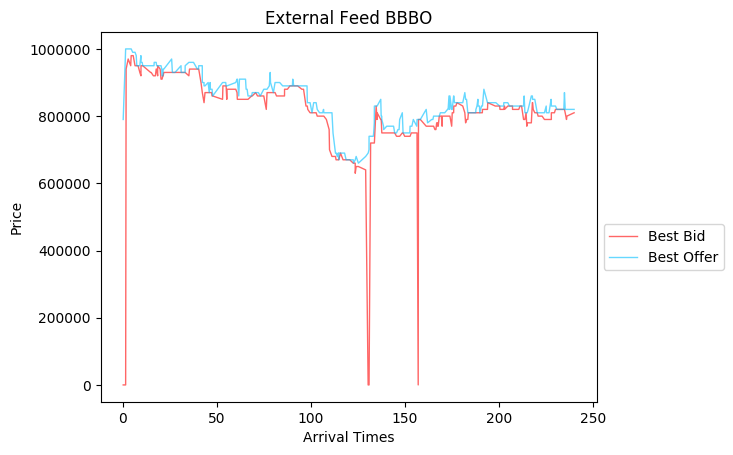 External Feed BBBO
1000000
800000
600000
400000
200000
0
Price
0 50 100 150 200 250
Arrival Times
Best Bid
Best Offer